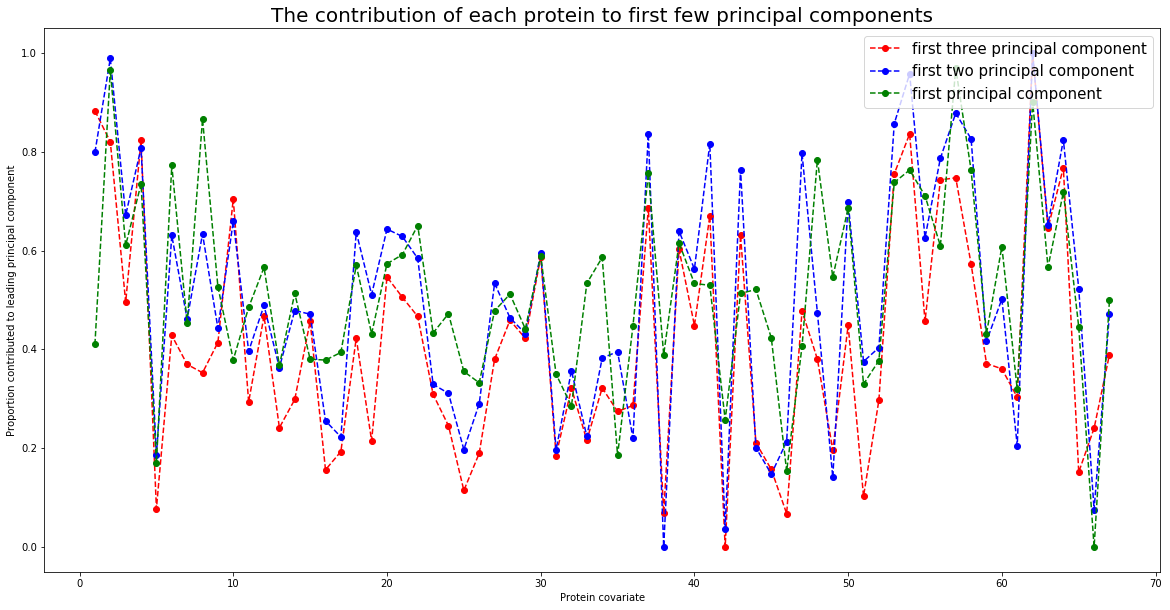 The contribution of each protein to first few principal components
first three principal component
first two principal component
first principal component
Proportion contributed to leading principal component
1.0
0.8
0.6
0.4
0.2
0.0
0 10 20 30 40 50 60 70
Protein covariate